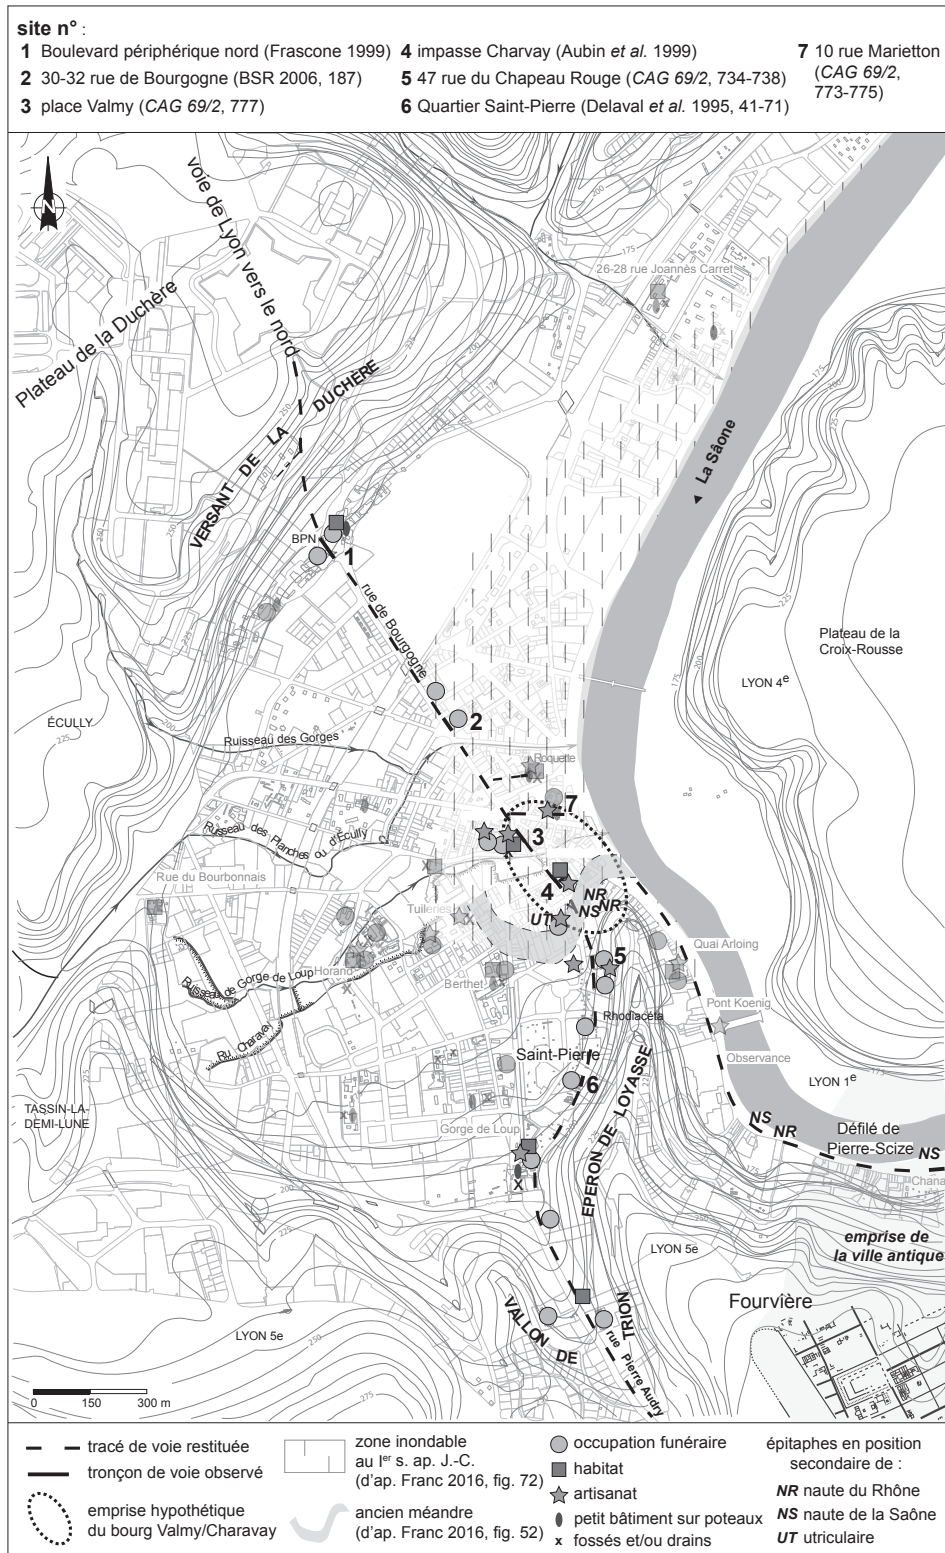 site n° :
1 Boulevard périphérique nord (Frascone 1999)
2 30-32 rue de Bourgogne (BSR 2006, 187)
3 place Valmy (CAG 69/2, 777)
4 impasse Charvay (Aubin et al. 1999)
5 47 rue du Chapeau Rouge (CAG 69/2, 734-738)
6 Quartier Saint-Pierre (Delaval et al. 1995, 41-71)
7 10 rue Marietton
(CAG 69/2,
773-775)
N
voie de Lyon vers le nord
Plateau de la Duchère
VERSANT DE LA DUCHÈRE
26-28 rue Joannès Carret
La Sâone
BPN
1
rue de Bourgogne
2
Plateau de la
Croix-Rousse
LYON 4e
ÉCULLY
Ruisseau des Gorges
Roquette
7
Ruisseau des Planches ou d'Écully
3
Rue du Bourbonnais
4
NR
NS
NR
UT
Tuileries
Quai Arloing
5
Ruisseau de Gorge de Loup
Horand
Berthet
Pont Koenig
Ru Charavay
Rhodiacéta
Saint-Pierre
Observance
LYON 1e
6
TASSIN-LA-
DEMI-LUNE
EPERON DE LOYASSE
Gorge de Loup
NS
NR
Défilé de
Pierre-Scize
NS
Chana
emprise de
la ville antique
LYON 5e
Fourvière
VALLON DE TRION
rue Pierre Audry
LYON 5e
0 150 300 m
tracé de voie restituée
tronçon de voie observé
emprise hypothétique
du bourg Valmy/Charavay
zone inondable
au Ier s. ap. J.-C.
(d'ap. Franc 2016, fig. 72)
ancien méandre
(d'ap. Franc 2016, fig. 52)
occupation funéraire
habitat
artisanat
petit bâtiment sur poteaux
x fossés et/ou drains
épitaphes en position
secondaire de :
NR naute du Rhône
NS naute de la Saône
UT utriculaire